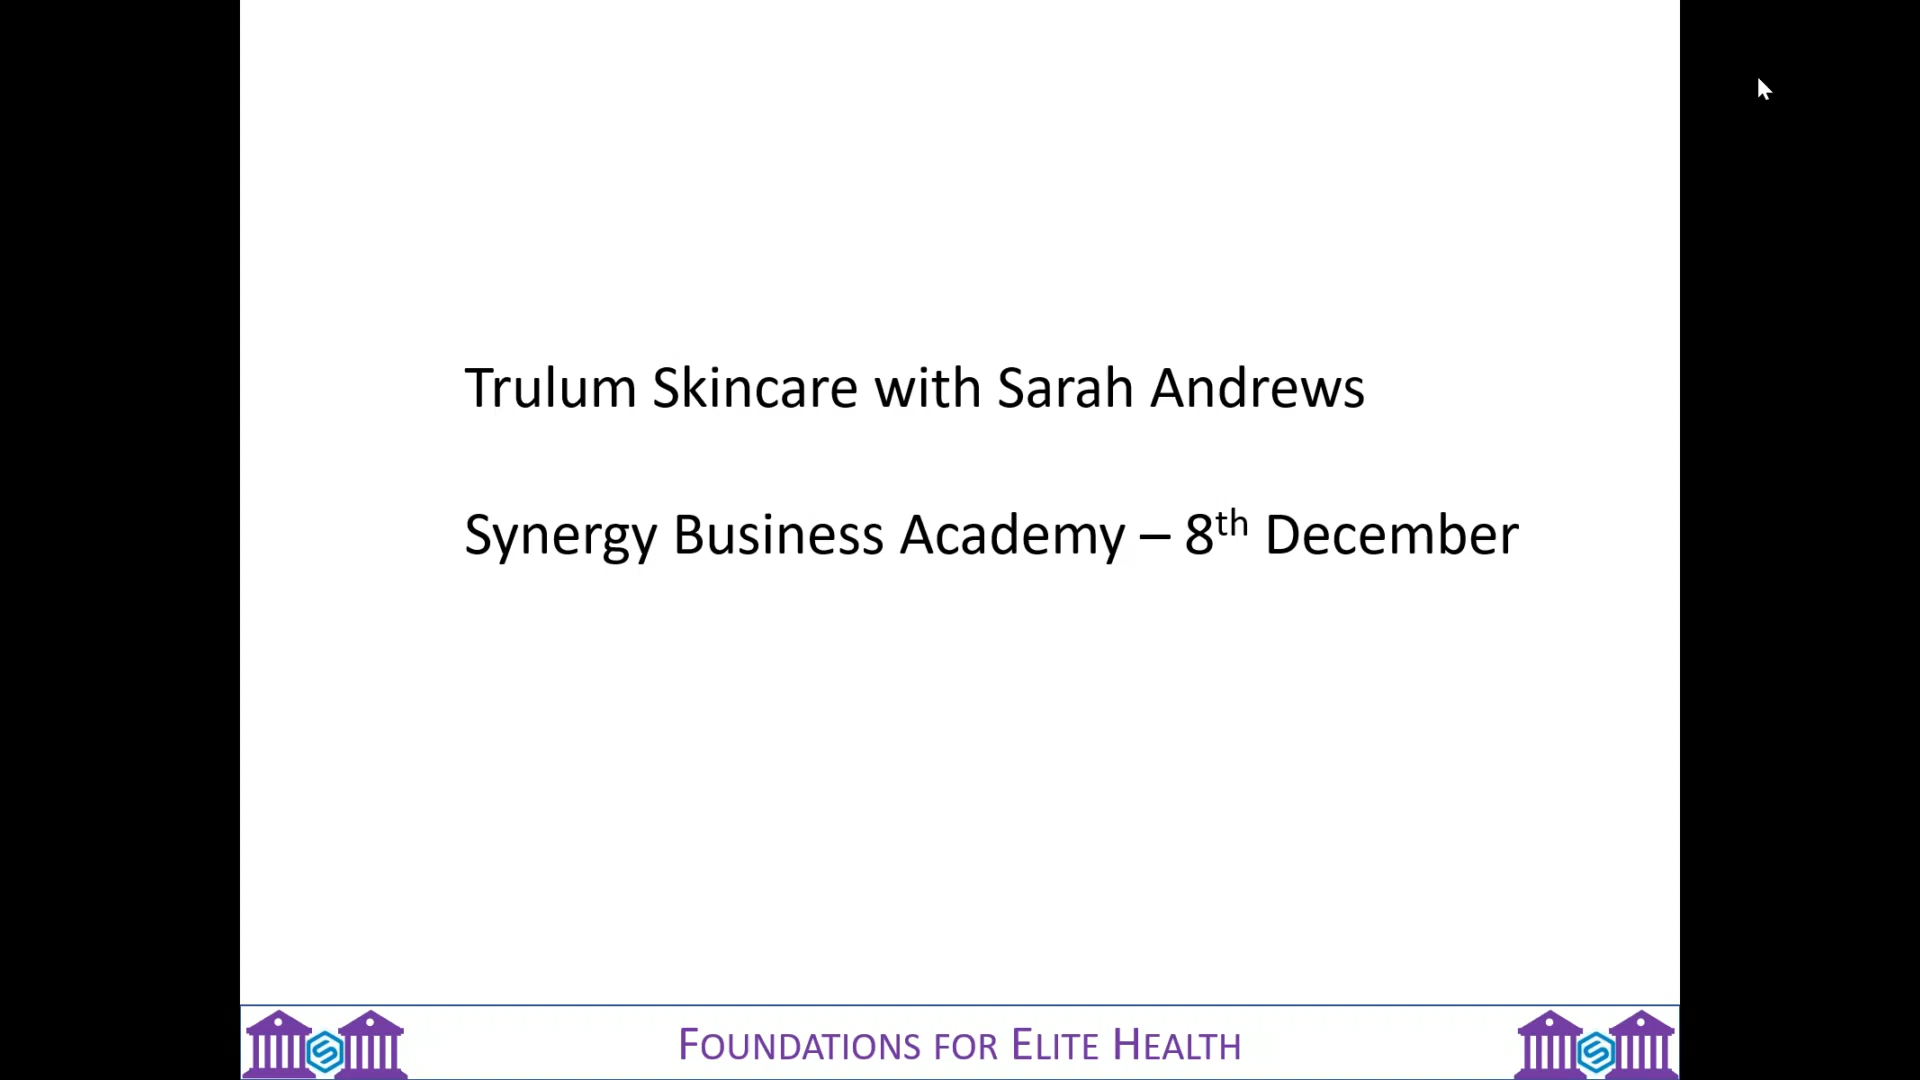 Trulum Skincare with Sarah Andrews
Synergy Business Academy – 8th December
FOUNDATIONS FOR ELITE HEALTH